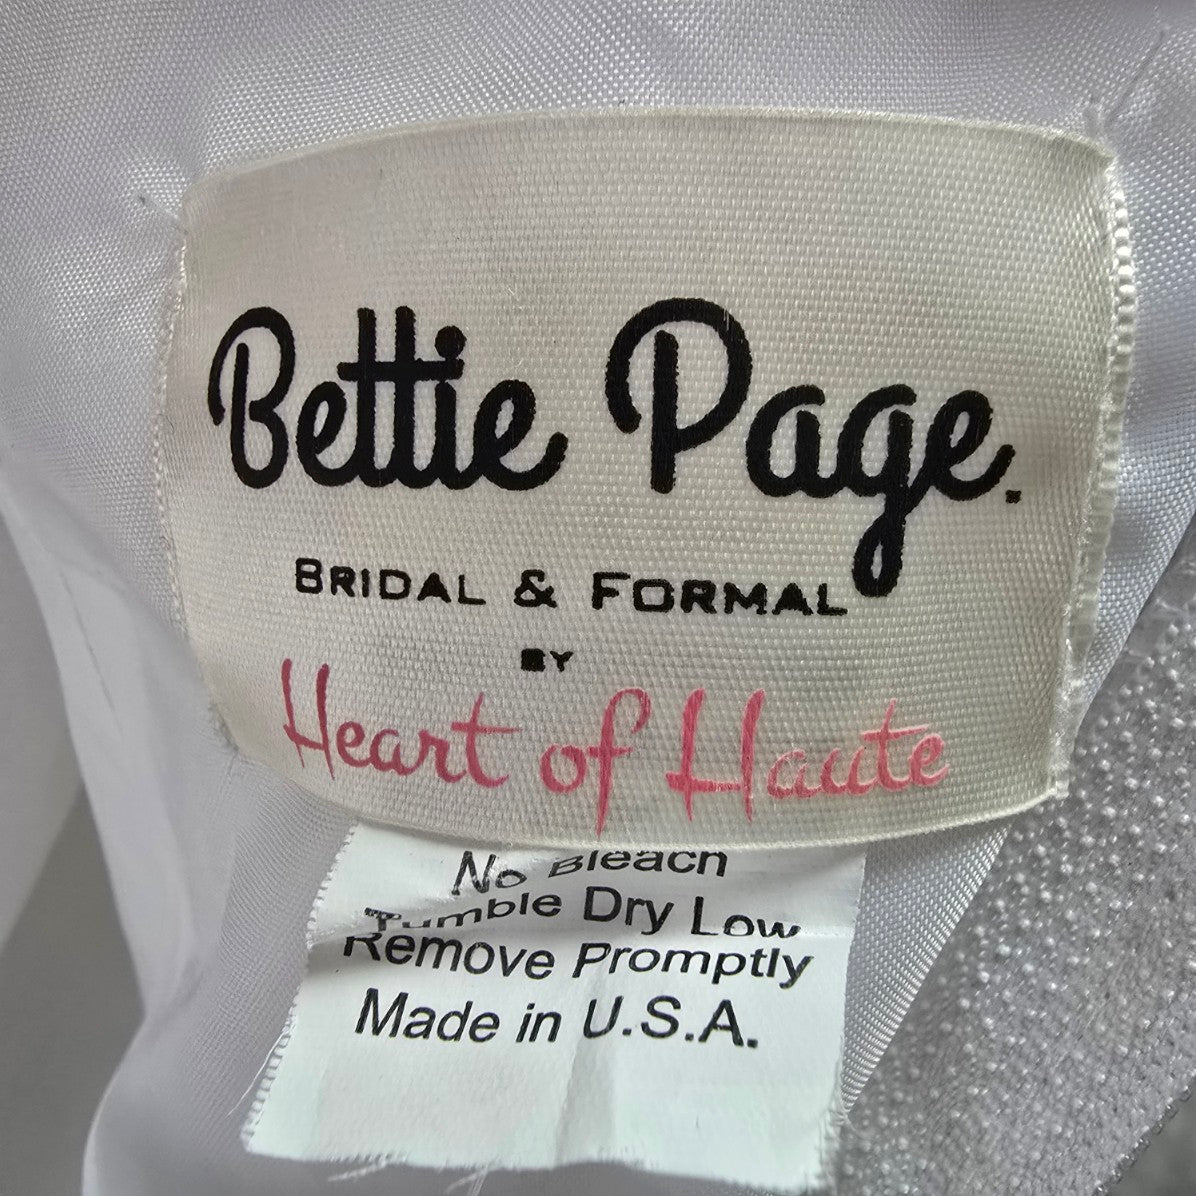 Bettie Page.
BRIDAL & FORMAL
BY
Heart of Haute
No Bleach
Tumble Dry Low
Remove Promptly
Made in U.S.A.